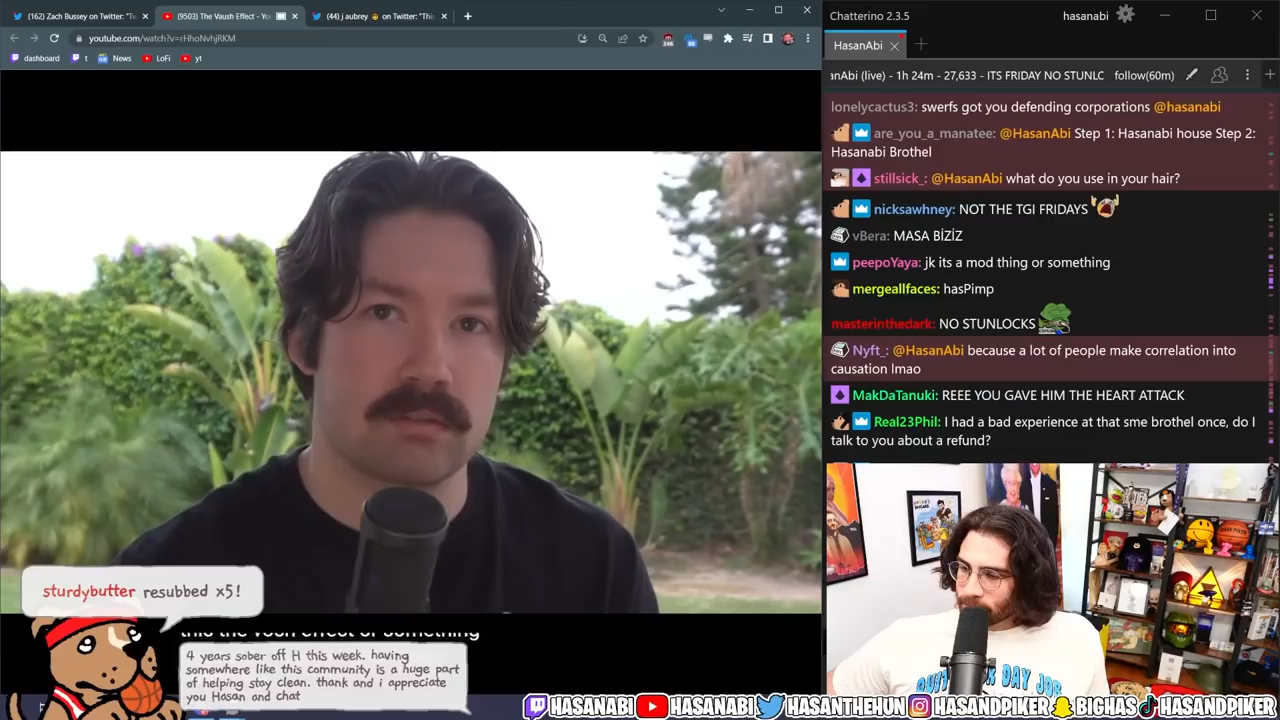 (162) Zach Bussey on Twitter: "Tw
(9503) The Vaush Effect - Yo
(44) j aubrey on Twitter: "This
youtube.com/watch?v=rHhoNvhjRKM
246
80
dashboard
t
News
LoFi
yt
sturdybutter resubbed x5!
4 years sober off H this week. having
somewhere like this community is a huge part
of helping stay clean. thank and i appreciate
you Hasan and chat
Chatterino 2.3.5
hasanabi
HasanAbi
anAbi (live) - 1h 24m - 27,633 - ITS FRIDAY NO STUNLC
follow(60m)
lonelycactus3: swerfs got you defending corporations @hasanabi
are_you_a_manatee: @HasanAbi Step 1: Hasanabi house Step 2:
Hasanabi Brothel
stillsick_: @HasanAbi what do you use in your hair?
nicksawhney: NOT THE TGI FRIDAYS
vBera: MASA BİZİZ
peepoYaya: jk its a mod thing or something
mergeallfaces: hasPimp
masterinthedark: NO STUNLOCKS
Nyft_: @HasanAbi because a lot of people make correlation into
causation lmao
MakDaTanuki: REEE YOU GAVE HIM THE HEART ATTACK
Real23Phil: I had a bad experience at that sme brothel once, do I
talk to you about a refund?
DAY JOB
HASANABI
HASANABI
HASANTHEHUN
HASANDPIKER
BIGHAS
HASANDPIKER